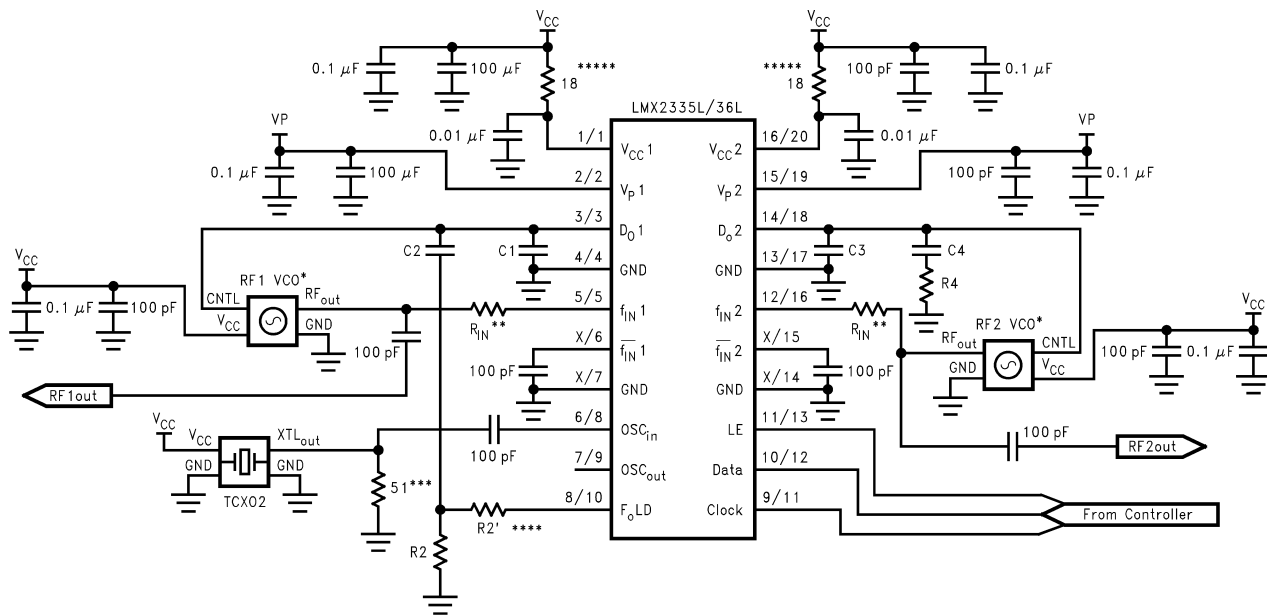 V_CC
V_CC
0.1 μF
100 μF
*****
18
*****
18
100 pF
0.1 μF
LMX2335L/36L
VP
0.01 μF
1/1
V_CC 1
V_CC 2
16/20
0.01 μF
VP
0.1 μF
100 μF
2/2
V_P 1
V_P 2
15/19
100 pF
0.1 μF
3/3
D_O 1
D_o 2
14/18
C2
C1
C3
C4
4/4
GND
GND
13/17
R4
V_CC
0.1 μF
100 pF
RF1 VCO*
CNTL
RF_out
V_CC
GND
5/5
f_IN 1
f_IN 2
12/16
R_IN **
R_IN **
100 pF
X/6
f_IN 1
f_IN 2
X/15
RF2 VCO*
RF_out
CNTL
GND
V_CC
V_CC
100 pF
0.1 μF
100 pF
100 pF
X/7
GND
GND
X/14
RF1out
6/8
OSC_in
LE
11/13
V_CC
V_CC
XTL_out
GND
GND
TCXO2
100 pF
100 pF
RF2out
51***
7/9
OSC_out
Data
10/12
8/10
F_oLD
Clock
9/11
R2' ****
R2
From Controller